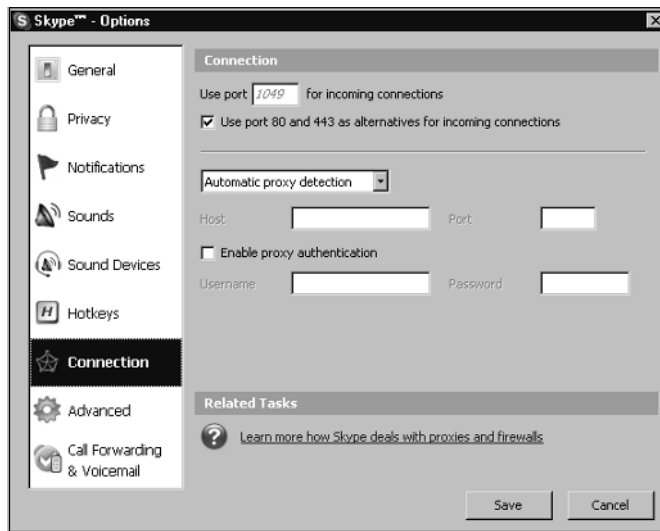 Skype™ - Options
General
Privacy
Notifications
Sounds
Sound Devices
Hotkeys
Connection
Advanced
Call Forwarding
& Voicemail
Connection
Use port 1049 for incoming connections
Use port 80 and 443 as alternatives for incoming connections
Automatic proxy detection
Host Port
Enable proxy authentication
Username Password
Related Tasks
Learn more how Skype deals with proxies and firewalls
Save Cancel